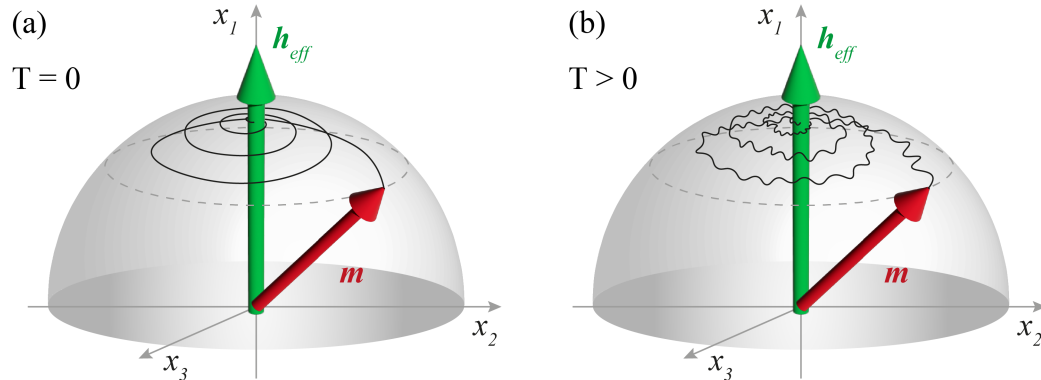 (a)
x1
heff
T = 0
m
x2
x3
(b)
x1
heff
T > 0
m
x2
x3